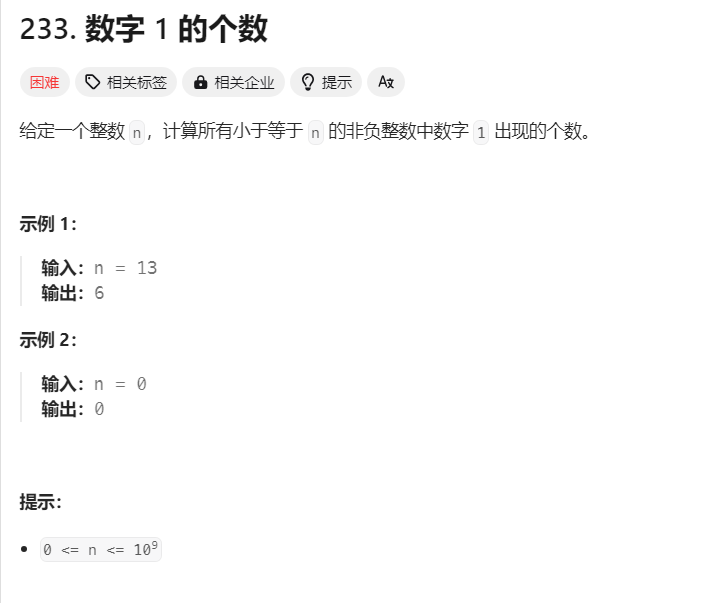 233. 数字 1 的个数
困难 相关标签 相关企业 提示 A文
给定一个整数 n，计算所有小于等于 n 的非负整数中数字 1 出现的个数。
示例 1：
输入：n = 13
输出：6
示例 2：
输入：n = 0
输出：0
提示：
0 <= n <= 10⁹